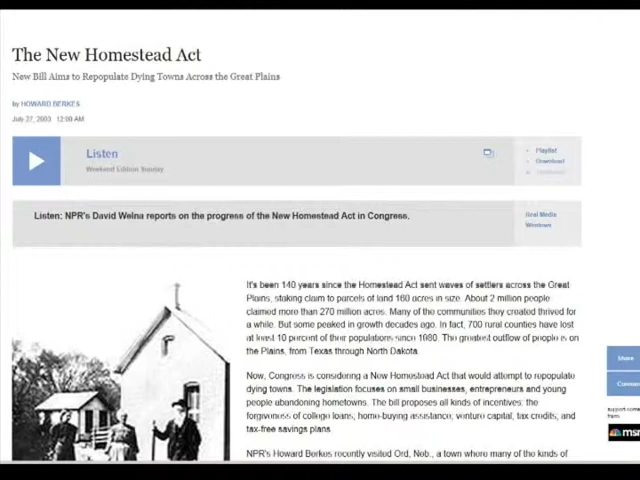 The New Homestead Act
New Bill Aims to Repopulate Dying Towns Across the Great Plains
by HOWARD BERKES
July 27, 2003 12:00 AM
Listen
Weekend Edition Sunday
Playlist
Download
Listen: NPR's David Welna reports on the progress of the New Homestead Act in Congress.
Real Media
Windows
It's been 140 years since the Homestead Act sent waves of settlers across the Great
Plains, staking claim to parcels of land 160 acres in size. About 2 million people
claimed more than 270 million acres. Many of the communities they created thrived for
a while. But some peaked in growth decades ago. In fact, 700 rural counties have lost
at least 10 percent of their populations since 1980. The greatest outflow of people is on
the Plains, from Texas through North Dakota.
Now, Congress is considering a New Homestead Act that would attempt to repopulate
dying towns. The legislation focuses on small businesses, entrepreneurs and young
people abandoning hometowns. The bill proposes all kinds of incentives: the
forgiveness of college loans; home-buying assistance; venture capital; tax credits; and
tax-free savings plans.
NPR's Howard Berkes recently visited Ord, Neb., a town where many of the kinds of
Share